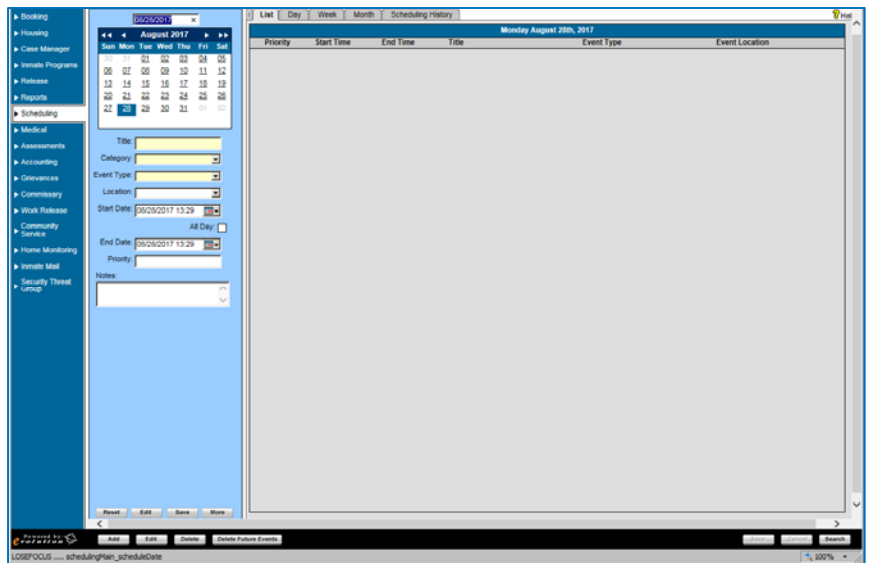 Booking
Housing
Case Manager
Inmate Programs
Release
Reports
Scheduling
Medical
Assessments
Accounting
Grievances
Commissary
Work Release
Community
Service
Home Monitoring
Inmate Mail
Security Threat
Group
08/28/2017 ×
August 2017
Sun Mon Tue Wed Thu Fri Sat
30 31 01 02 03 04 05
06 07 08 09 10 11 12
13 14 15 16 17 18 19
20 21 22 23 24 25 26
27 28 29 30 31 01 02
Title:
Category:
Event Type:
Location:
Start Date: 08/28/2017 13:29
All Day:
End Date: 08/28/2017 13:29
Priority:
Notes:
Reset Edit Save More
List Day Week Month Scheduling History
Monday August 28th, 2017
Priority Start Time End Time Title Event Type Event Location
Powered by
evolution
Add Edit Delete Delete Future Events Save Cancel Search
LOSEFOCUS ..... schedulingMain_scheduleDate
100%